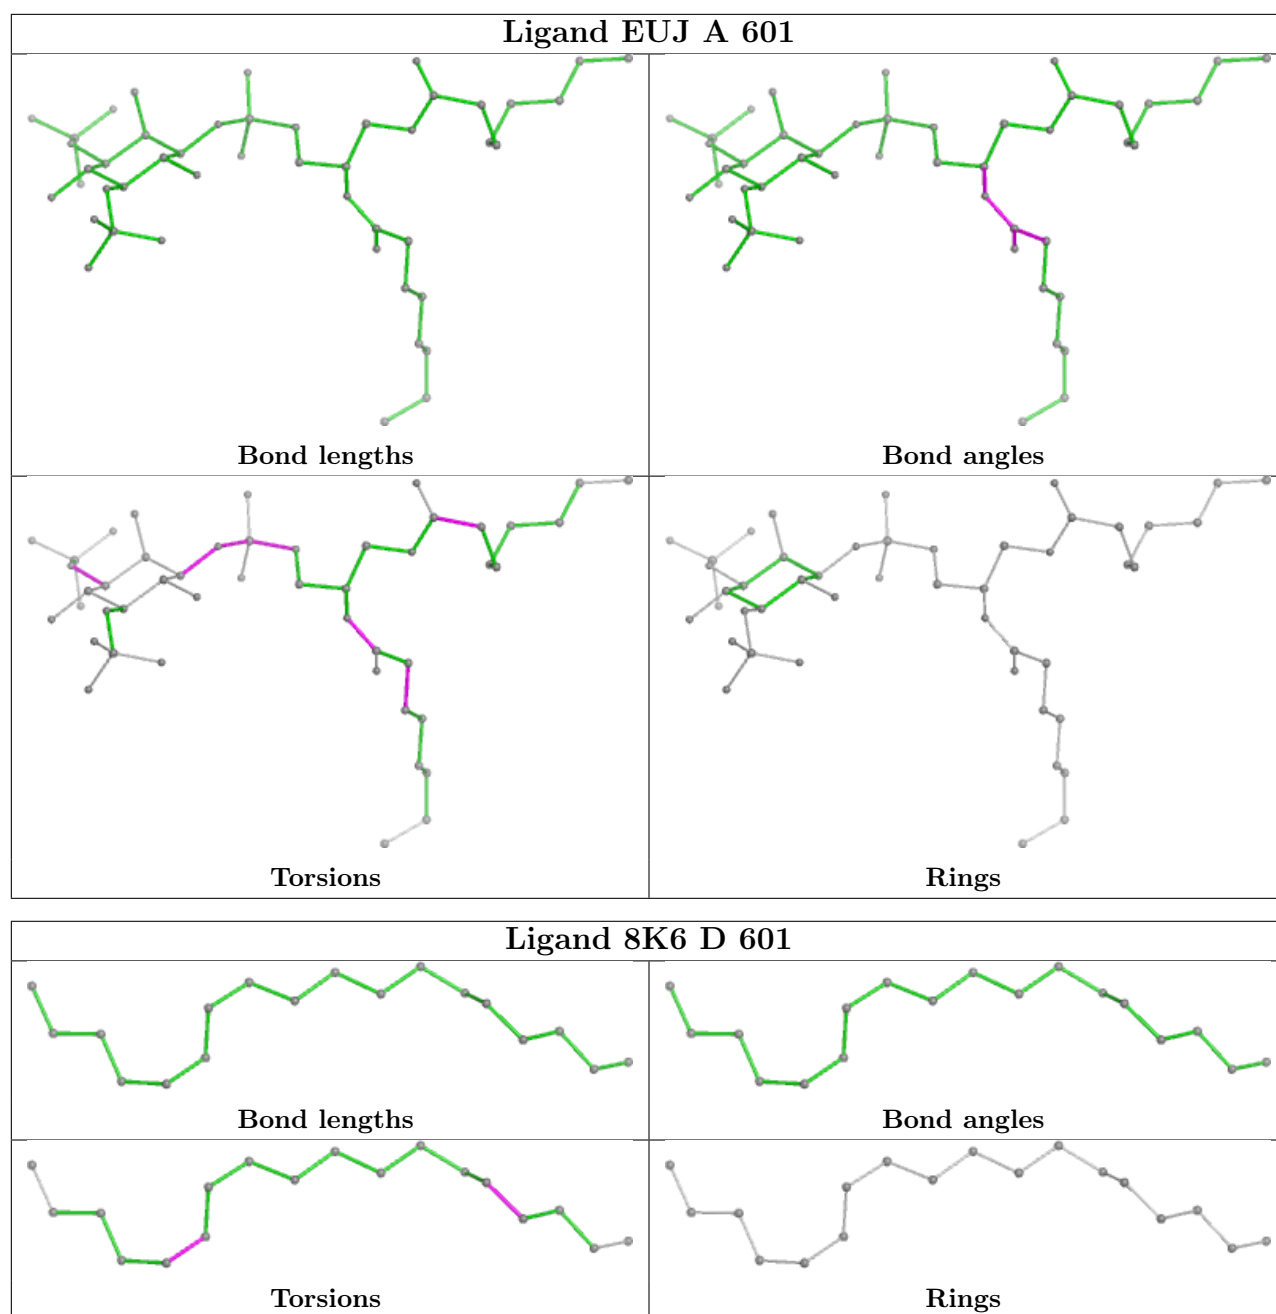 Ligand EUJ A 601
Bond lengths
Bond angles
Torsions
Rings
Ligand 8K6 D 601
Bond lengths
Bond angles
Torsions
Rings